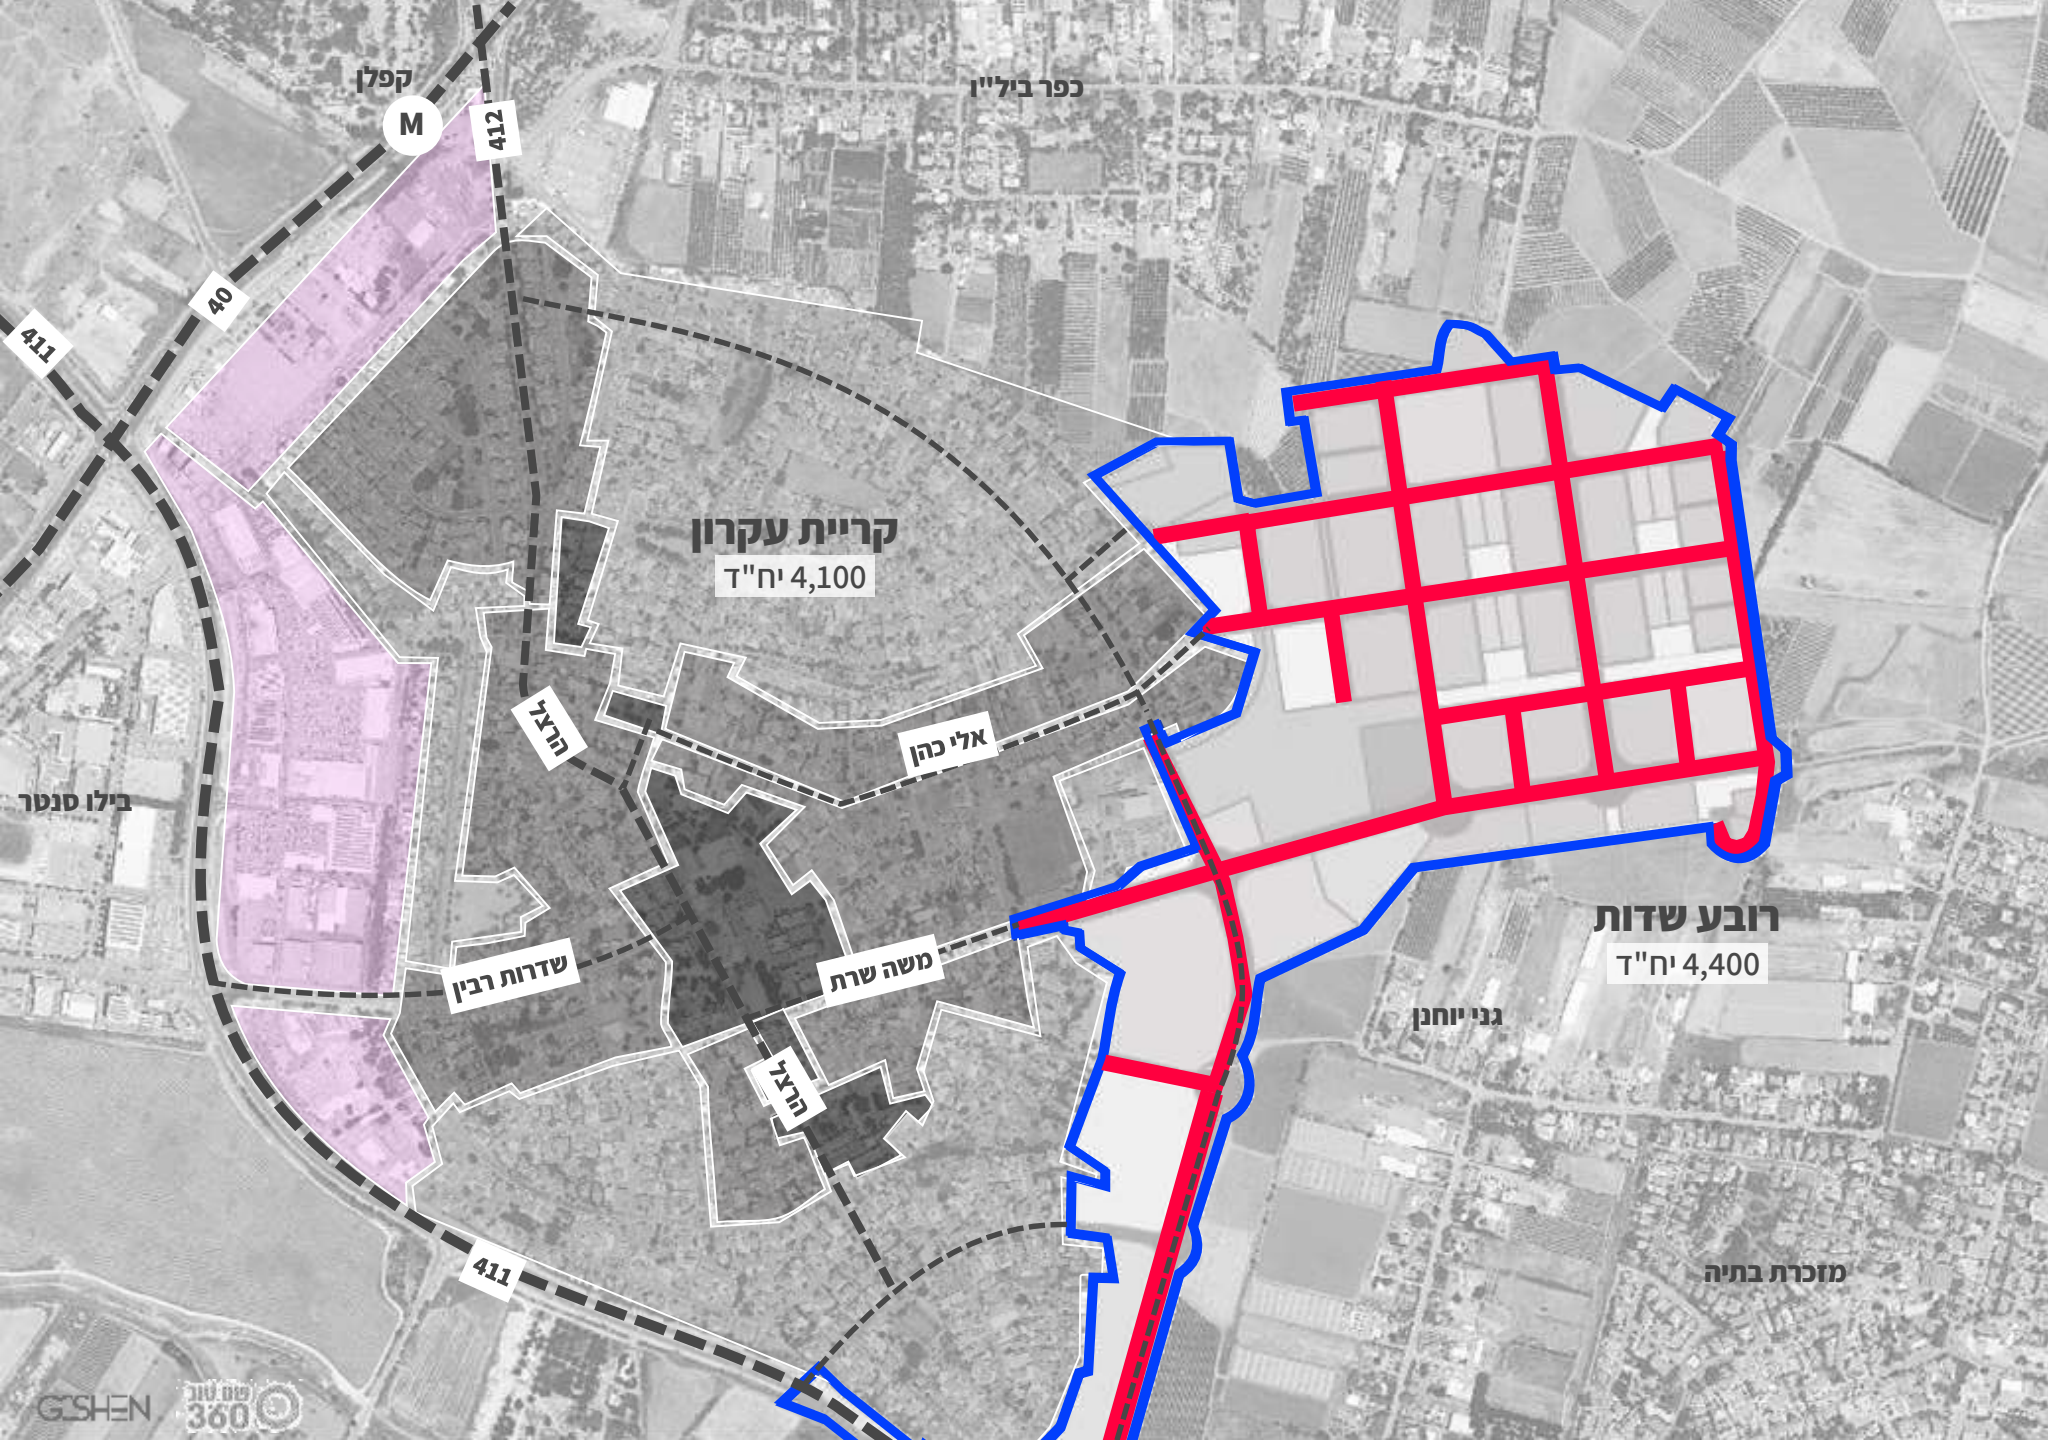 קפלן
M
412
כפר ביל"ו
40
411
קריית עקרון
4,100 יח"ד
הרצל
אלי כהן
בילו סנטר
רובע שדות
4,400 יח"ד
שדרות רבין
משה שרת
גני יוחנן
הרצל
411
מזכרת בתיה
GESHEN
360